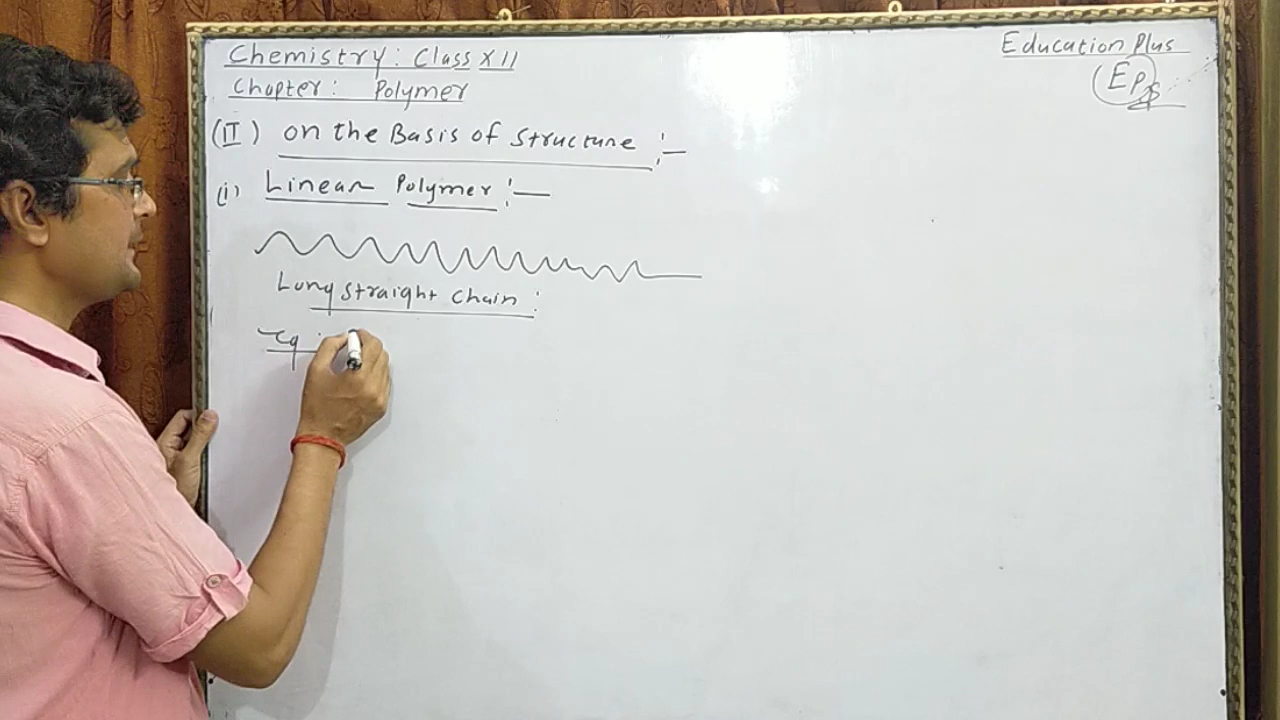 Chemistry: Class XII
Chapter: Polymer
Education Plus
Eps
(II) on the Basis of Structure :-
(i) Linear Polymer :-
Long straight chain :
eg :